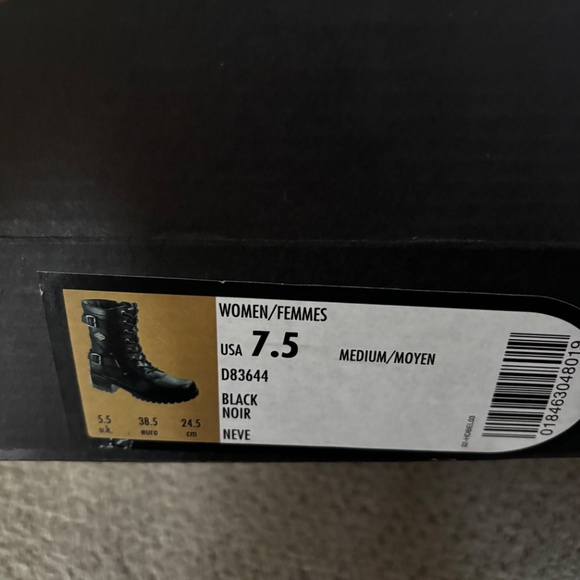 WOMEN/FEMMES
USA 7.5 MEDIUM/MOYEN
D83644
BLACK
NOIR
NEVE
5.5 38.5 24.5
u.k. euro cm
018463048019